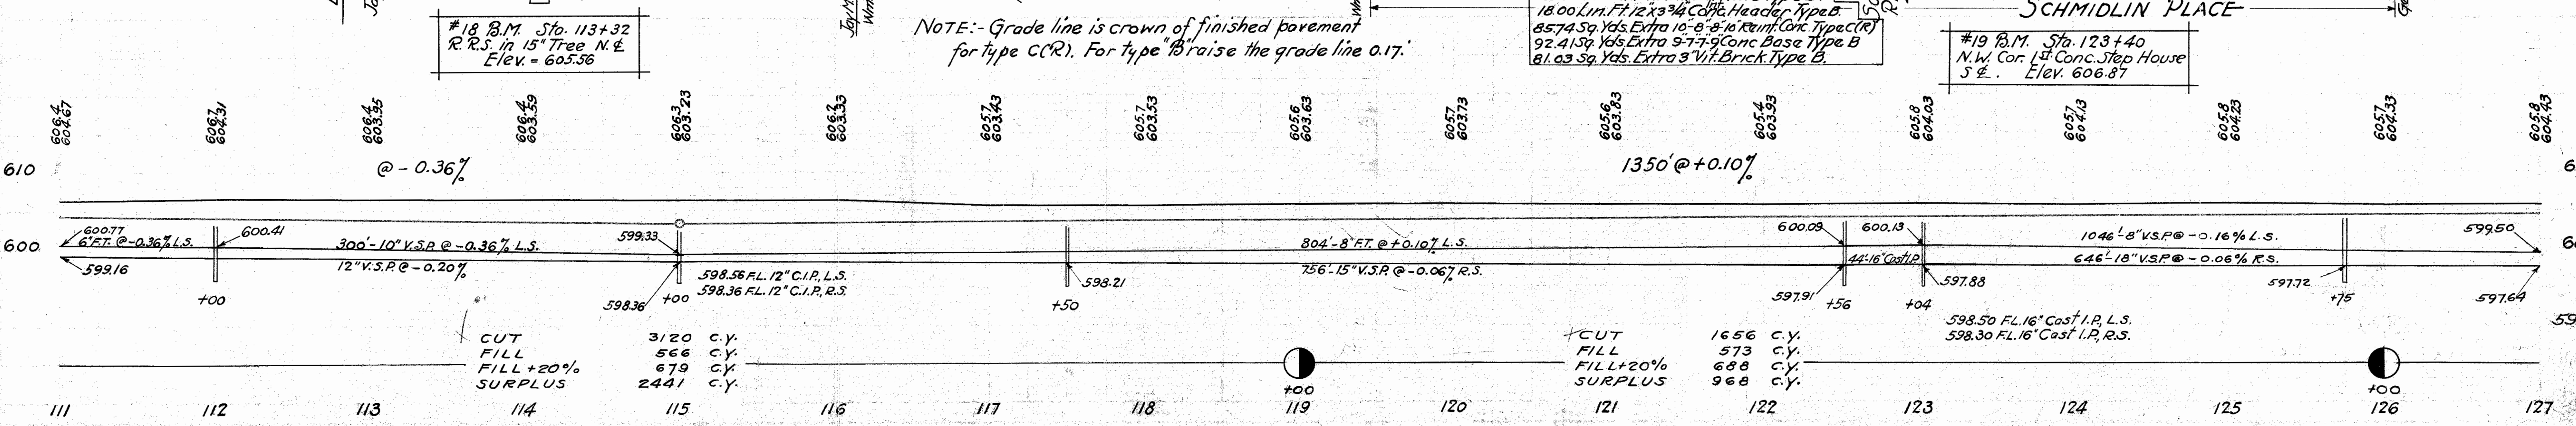 #18 B.M. Sta. 113+32
R.R.S. in 15" Tree N.℄
Elev. = 605.56
NOTE:- Grade line is crown of finished pavement
for type C(R). For type "B" raise the grade line 0.17.'
18.00 Lin. Ft. 12"x3¾" Conc. Header Type B.
85.74 Sq. Yds. Extra 10"-8"-8"-10" Reinf. Conc. Type C(R)
92.41 Sq. Yds. Extra 9-7-7-9 Conc Base Type B
81.03 Sq. Yds. Extra 3" Vit. Brick. Type B.
SCHMIDLIN PLACE
#19 B.M. Sta. 123+40
N.W. Cor. 1st Conc. Step House
S ℄. Elev. 606.87
606.4 606.7 606.4 606.4 606.3 606.2 605.7 605.7 605.6 605.7 605.6 605.4 605.8 605.7 605.8 605.7 605.8
604.67 604.31 603.95 603.59 603.23 603.33 603.43 603.53 603.63 603.73 603.83 603.93 604.03 604.13 604.23 604.33 604.43
610
@ - 0.36%
1350' @ +0.10%
600
600.77
6" F.T. @ -0.36% L.S.
600.41
300'-10" V.S.P. @ -0.36% L.S.
599.33
804'-8" F.T. @ +0.10% L.S.
600.09
600.13
1046'-8" V.S.P. @ -0.16% L.S.
599.50
599.16
12" V.S.P. @ -0.20%
598.56 F.L. 12" C.I.P., L.S.
598.36 F.L. 12" C.I.P., R.S.
598.21
756'-15" V.S.P. @ -0.06% R.S.
44'-16" Cast I.P.
646'-18" V.S.P. @ -0.06% R.S.
+00
598.36
+00
+50
597.91
+56
597.88
+04
597.72
+75
597.64
598.50 F.L. 16" Cast I.P., L.S.
598.30 F.L. 16" Cast I.P., R.S.
CUT 3120 C.Y.
FILL 566 C.Y.
FILL+20% 679 C.Y.
SURPLUS 2441 C.Y.
+00
CUT 1656 C.Y.
FILL 573 C.Y.
FILL+20% 688 C.Y.
SURPLUS 968 C.Y.
+00
111 112 113 114 115 116 117 118 119 120 121 122 123 124 125 126 127